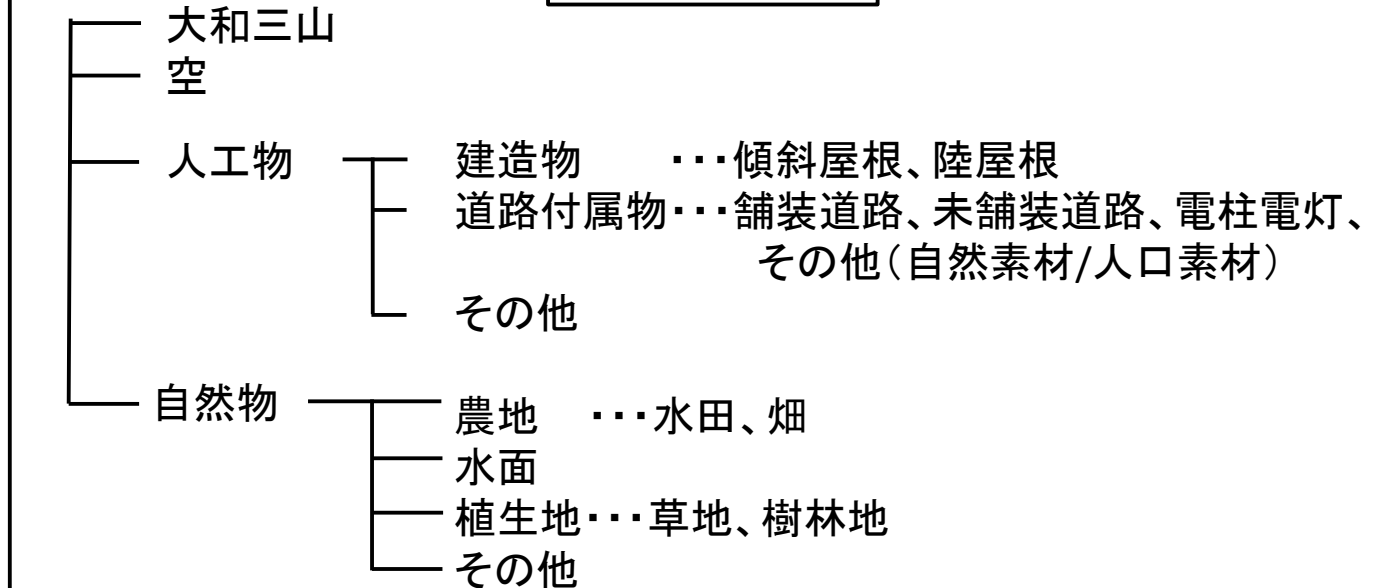 大和三山
空
人工物 建造物 ・・・傾斜屋根、陸屋根
道路付属物・・・舗装道路、未舗装道路、電柱電灯、
その他(自然素材/人口素材)
その他
自然物 農地 ・・・水田、畑
水面
植生地・・・草地、樹林地
その他